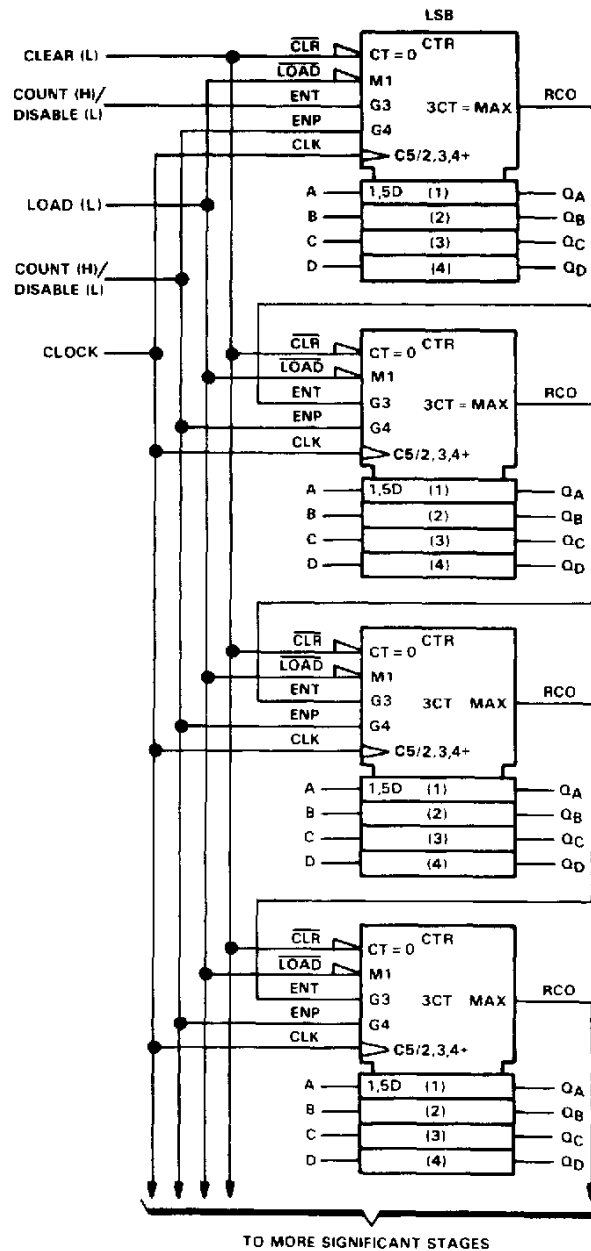 LSB
CLEAR (L)
CLR
CT = 0
CTR
LOAD
M1
COUNT (H)/
DISABLE (L)
ENT
G3
3CT = MAX
RCO
ENP
G4
CLK
C5/2,3,4+
A
1,5D
(1)
QA
LOAD (L)
B
(2)
QB
C
(3)
QC
D
(4)
QD
COUNT (H)/
DISABLE (L)
CLOCK
CLR
CT = 0
CTR
LOAD
M1
ENT
G3
3CT = MAX
RCO
ENP
G4
CLK
C5/2,3,4+
A
1,5D
(1)
QA
B
(2)
QB
C
(3)
QC
D
(4)
QD
CLR
CT = 0
CTR
LOAD
M1
ENT
G3
3CT MAX
RCO
ENP
G4
CLK
C5/2,3,4+
A
1,5D
(1)
QA
B
(2)
QB
C
(3)
QC
D
(4)
QD
CLR
CT = 0
CTR
LOAD
M1
ENT
G3
3CT MAX
RCO
ENP
G4
CLK
C5/2,3,4+
A
1,5D
(1)
QA
B
(2)
QB
C
(3)
QC
D
(4)
QD
TO MORE SIGNIFICANT STAGES